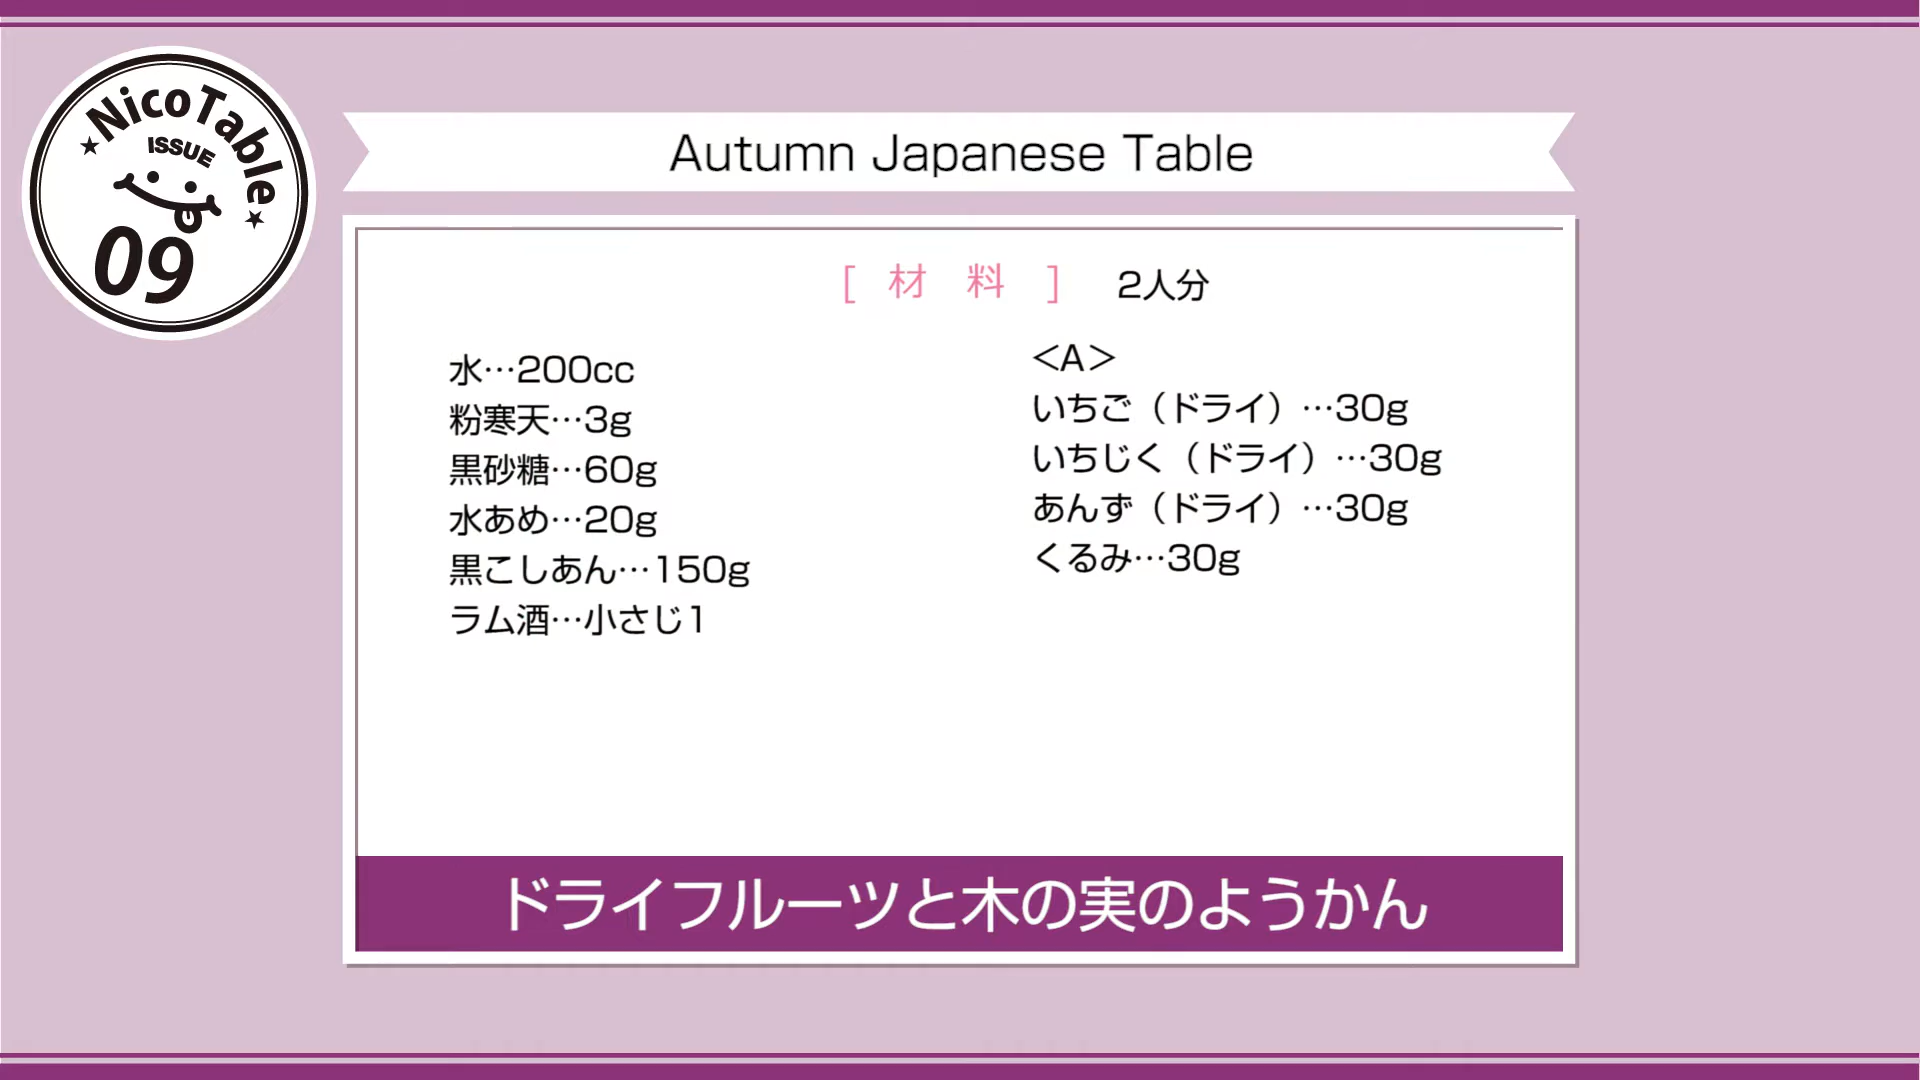 ★NicoTable★
ISSUE
09
Autumn Japanese Table
[ 材 料 ] 2人分
水…200cc
粉寒天…3g
黒砂糖…60g
水あめ…20g
黒こしあん…150g
ラム酒…小さじ1
<A>
いちご（ドライ）…30g
いちじく（ドライ）…30g
あんず（ドライ）…30g
くるみ…30g
ドライフルーツと木の実のようかん